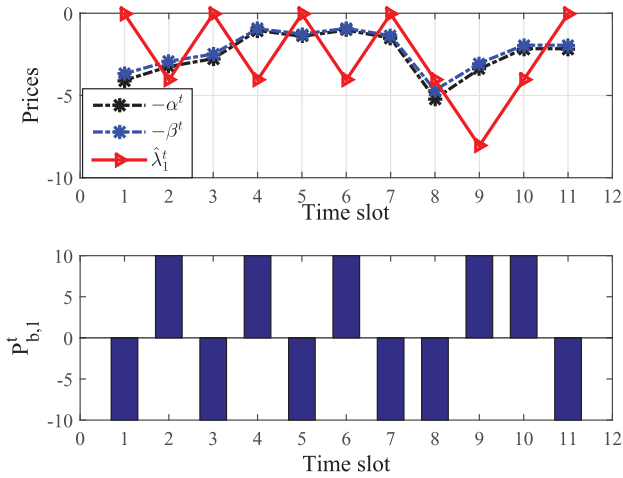 0
-5
-10
Prices
−α^t
−β^t
λ̂_1^t
0 1 2 3 4 5 6 7 8 9 10 11 12
Time slot
10
5
0
-5
-10
P_{b,1}^t
0 1 2 3 4 5 6 7 8 9 10 11 12
Time slot